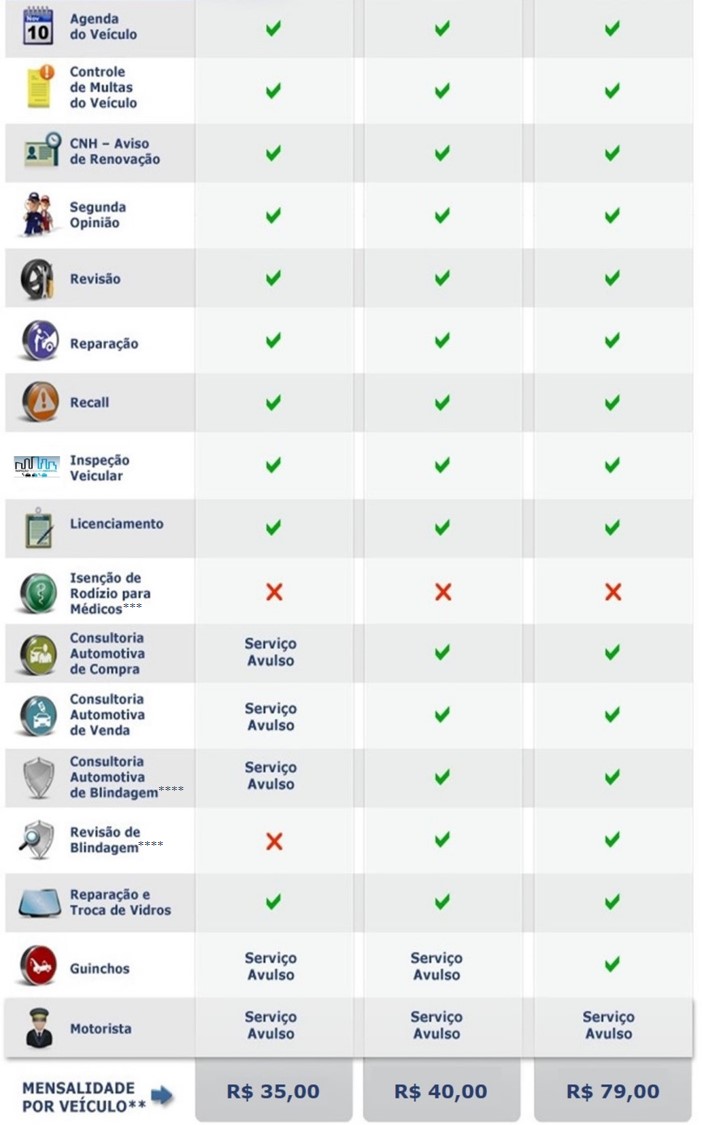 Nov
10
Agenda
do Veículo
Controle
de Multas
do Veículo
CNH – Aviso
de Renovação
Segunda
Opinião
Revisão
Reparação
Recall
Inspeção
Veicular
Licenciamento
Isenção de
Rodízio para
Médicos***
Consultoria
Automotiva
de Compra
Serviço
Avulso
Consultoria
Automotiva
de Venda
Serviço
Avulso
Consultoria
Automotiva
de Blindagem****
Serviço
Avulso
Revisão de
Blindagem****
Reparação e
Troca de Vidros
Guinchos
Serviço
Avulso
Serviço
Avulso
Motorista
Serviço
Avulso
Serviço
Avulso
Serviço
Avulso
MENSALIDADE
POR VEÍCULO**
R$ 35,00
R$ 40,00
R$ 79,00